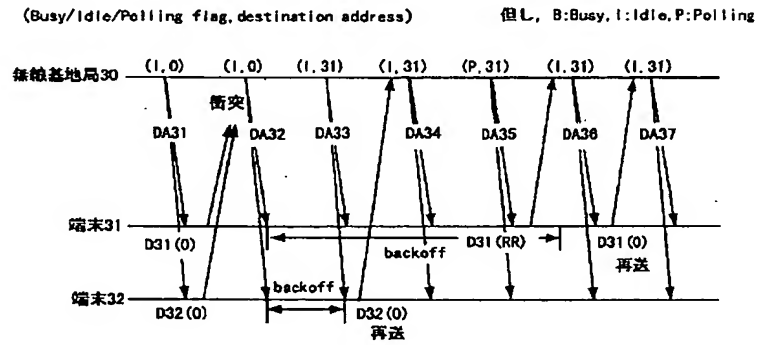 (Busy/Idle/Polling flag,destination address)
但し, B:Busy,I:Idle,P:Polling
(I,0) (I,0) (I,31) (I,31) (P,31) (I,31) (I,31)
無線基地局30
衝突
DA31 DA32 DA33 DA34 DA35 DA36 DA37
端末31
D31(0) backoff D31(RR) D31(0)
再送
端末32
backoff
D32(0) D32(0)
再送